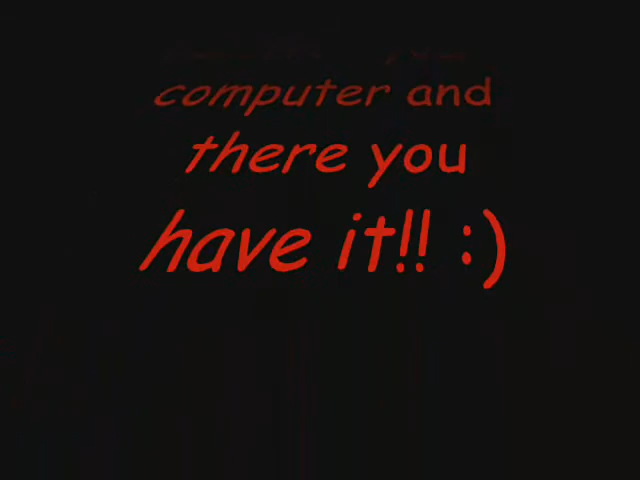 computer and
there you
have it!! :)